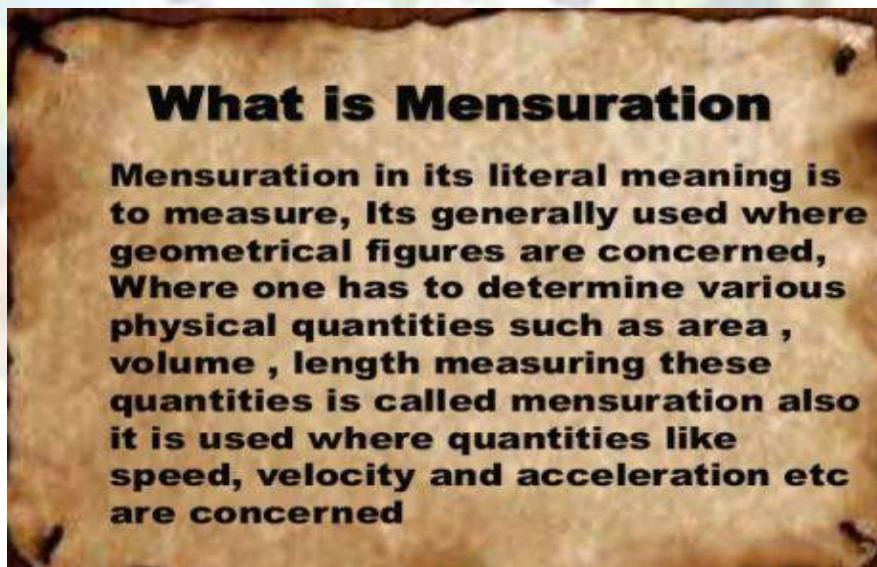 What is Mensuration
Mensuration in its literal meaning is
to measure, Its generally used where
geometrical figures are concerned,
Where one has to determine various
physical quantities such as area ,
volume , length measuring these
quantities is called mensuration also
it is used where quantities like
speed, velocity and acceleration etc
are concerned